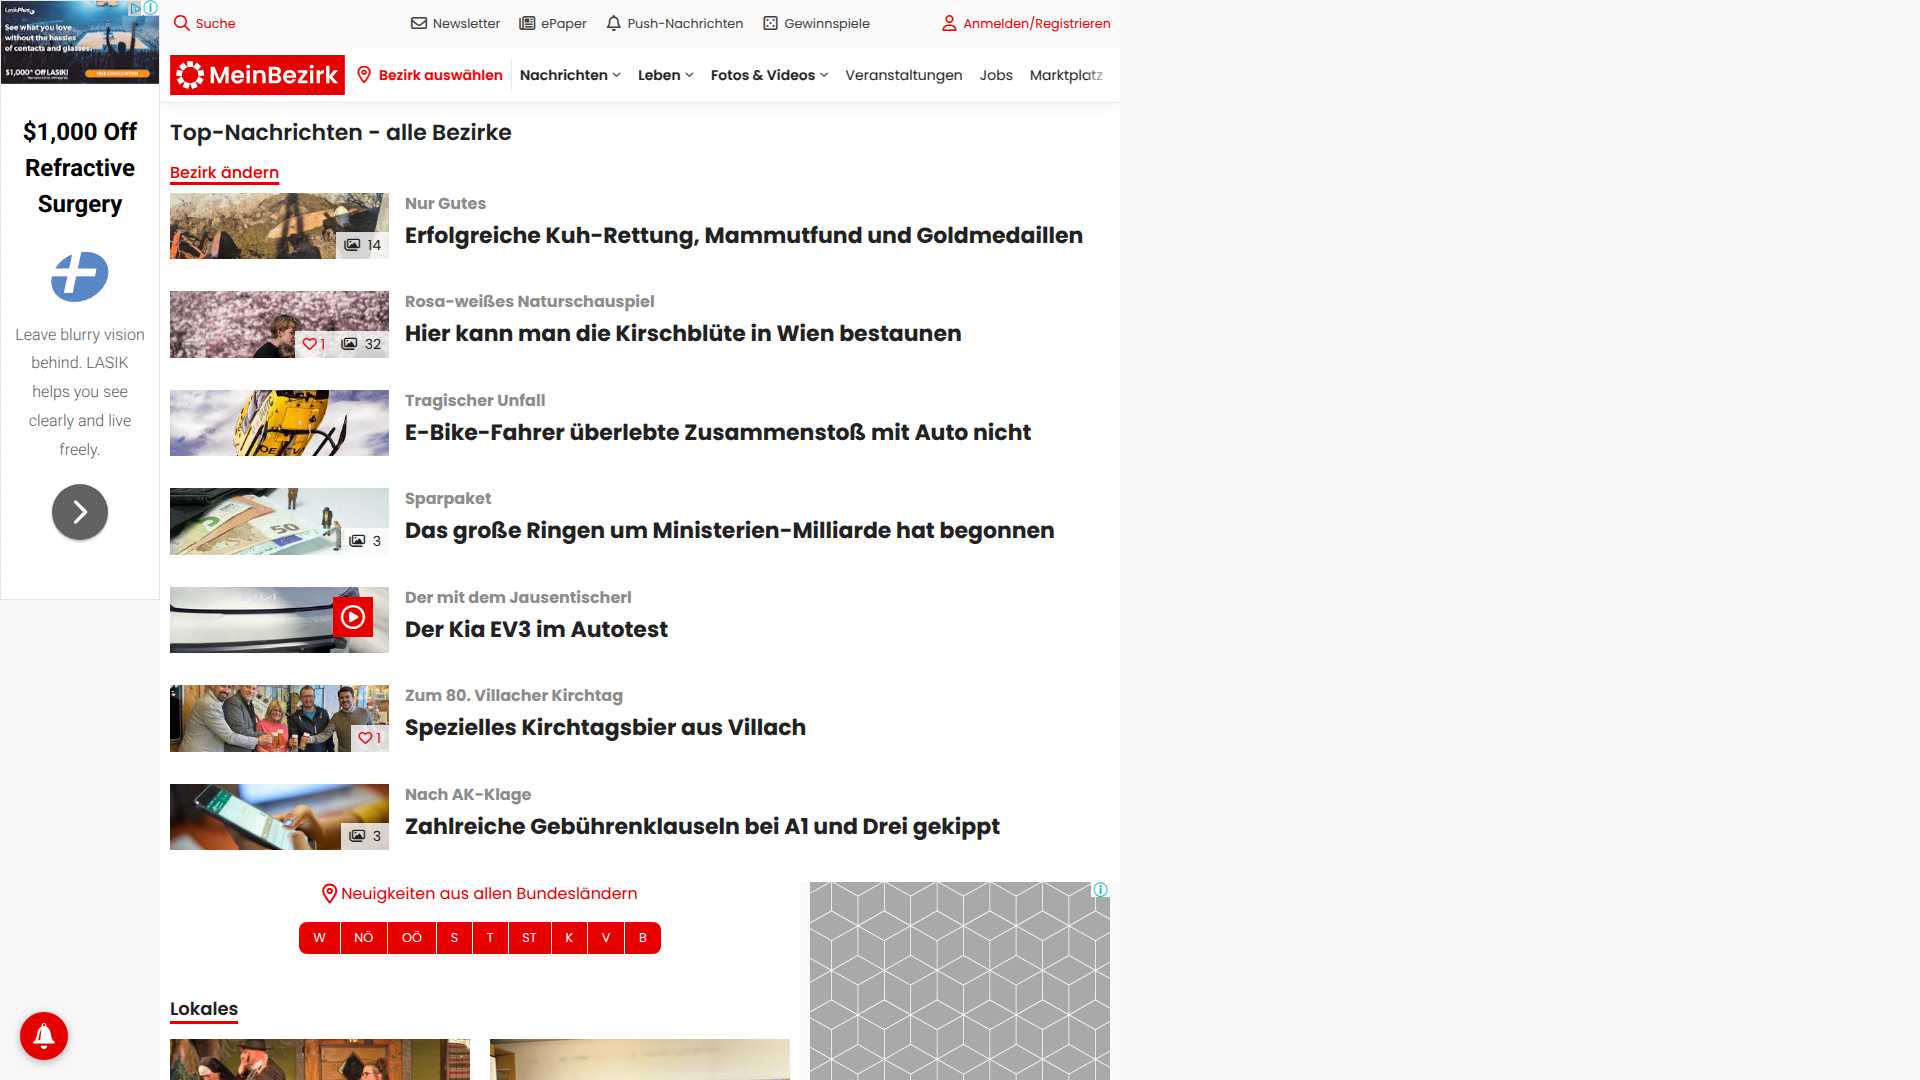 Suche
Newsletter
ePaper
Push-Nachrichten
Gewinnspiele
Anmelden/Registrieren
See what you love
without the hassles
of contacts and glasses.
$1,000* Off LASIK!
MeinBezirk
Bezirk auswählen
Nachrichten
Leben
Fotos & Videos
Veranstaltungen
Jobs
Marktplatz
$1,000 Off
Refractive
Surgery
Leave blurry vision
behind. LASIK
helps you see
clearly and live
freely.
Top-Nachrichten - alle Bezirke
Bezirk ändern
14
Nur Gutes
Erfolgreiche Kuh-Rettung, Mammutfund und Goldmedaillen
1 32
Rosa-weißes Naturschauspiel
Hier kann man die Kirschblüte in Wien bestaunen
Tragischer Unfall
E-Bike-Fahrer überlebte Zusammenstoß mit Auto nicht
50
3
Sparpaket
Das große Ringen um Ministerien-Milliarde hat begonnen
Der mit dem Jausentischerl
Der Kia EV3 im Autotest
1
Zum 80. Villacher Kirchtag
Spezielles Kirchtagsbier aus Villach
3
Nach AK-Klage
Zahlreiche Gebührenklauseln bei A1 und Drei gekippt
Neuigkeiten aus allen Bundesländern
W NÖ OÖ S T ST K V B
Lokales